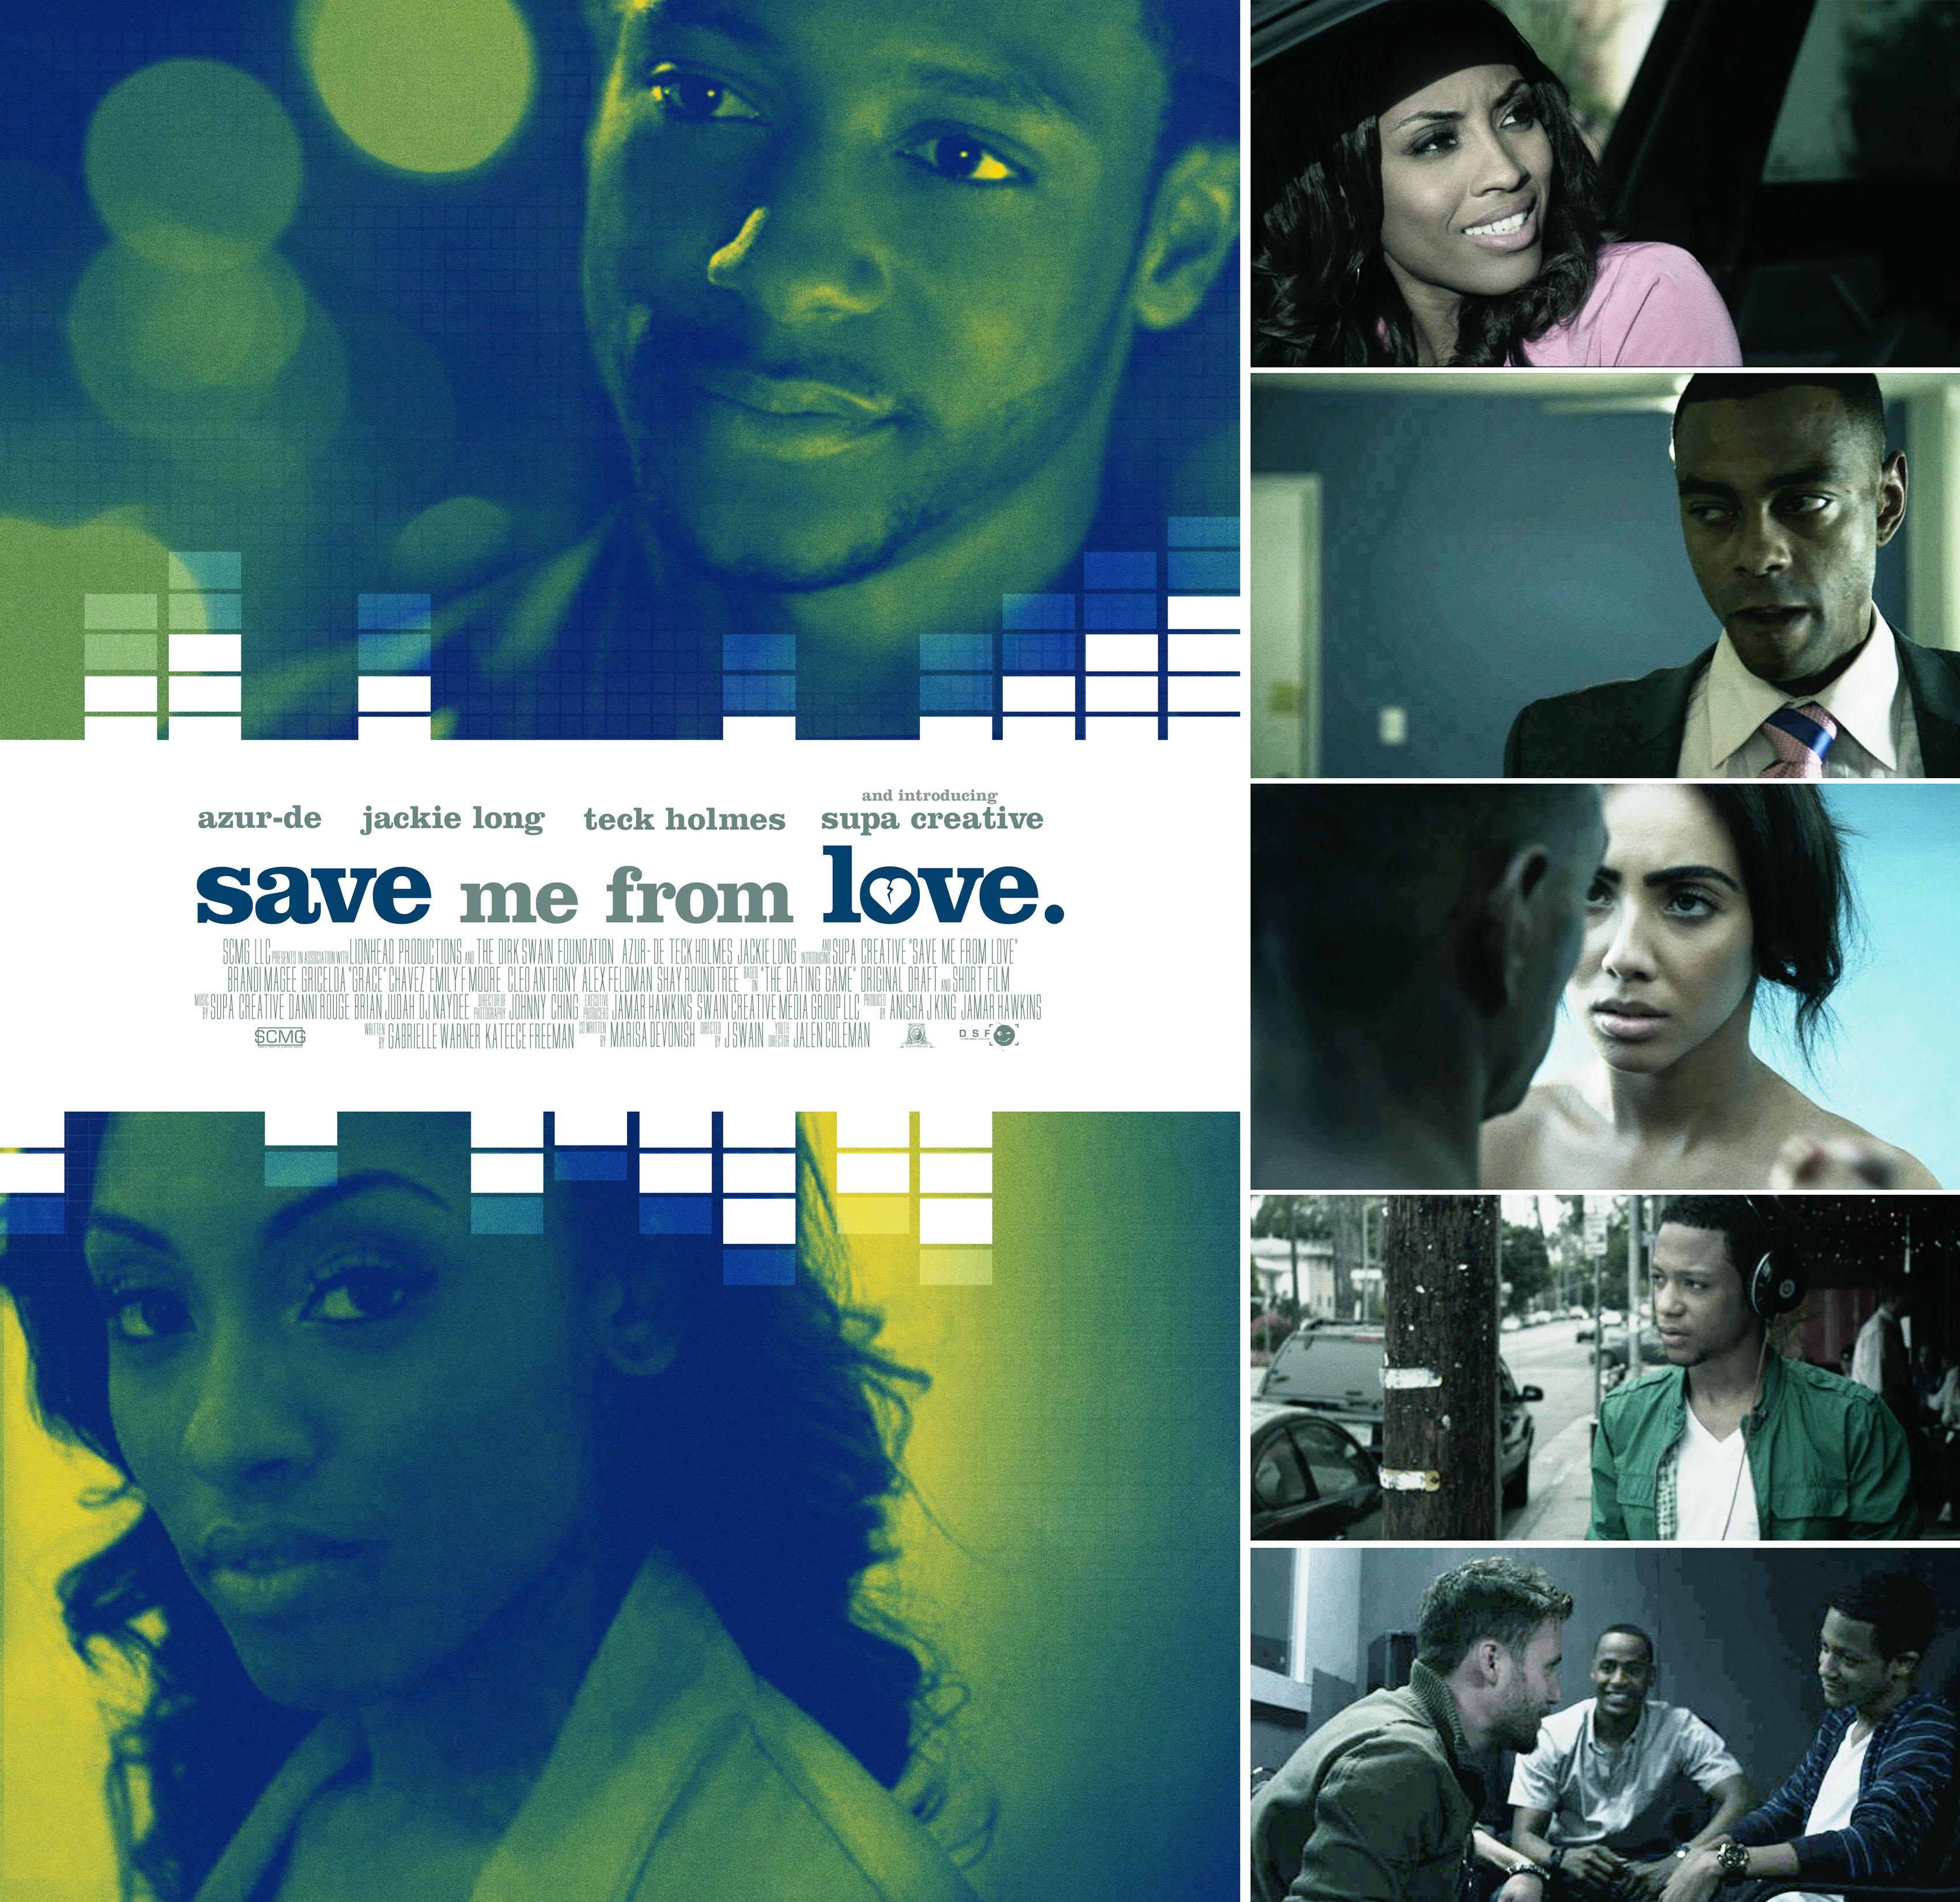 and introducing
azur-de jackie long teck holmes supa creative
save me from love.
SCMG LLC PRESENTS IN ASSOCIATION WITH LIONHEAD PRODUCTIONS AND THE DIRK SWAIN FOUNDATION AZUR-DE TECK HOLMES JACKIE LONG AND INTRODUCING SUPA CREATIVE "SAVE ME FROM LOVE"
BRANDI MAGEE GRICELDA "GRACE" CHAVEZ EMILY F MOORE CLEO ANTHONY ALEX FELDMAN SHAY ROUNDTREE BASED ON "THE DATING GAME" ORIGINAL DRAFT AND SHORT FILM
MUSIC BY SUPA CREATIVE DANNI ROUGE BRIAN JUDAH DJ NAYDEE DIRECTOR OF PHOTOGRAPHY JOHNNY CHING EXECUTIVE PRODUCERS JAMAR HAWKINS SWAIN CREATIVE MEDIA GROUP LLC PRODUCED BY ANISHA J KING JAMAR HAWKINS
SCMG WRITTEN BY GABRIELLE WARNER KATEECE FREEMAN CO WRITTEN BY MARISA DEVONISH DIRECTED BY J SWAIN YOUTH DIRECTOR JALEN COLEMAN DSF